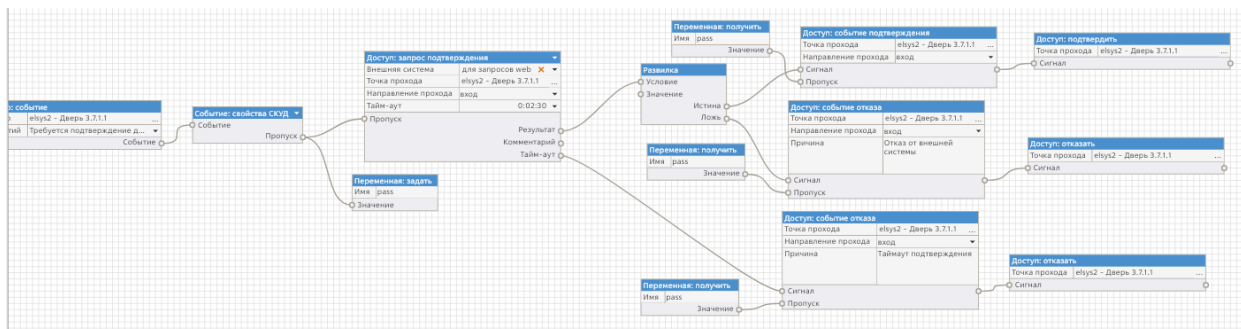 : событие
elsys2 – Дверь 3.7.1.1 ...
тий Требуется подтверждение д...
Событие
Событие: свойства СКУД
Событие
Пропуск
Доступ: запрос подтверждения
Внешняя система для запросов web
Точка прохода elsys2 – Дверь 3.7.1.1 ...
Направление прохода вход
Тайм-аут 0:02:30
Пропуск
Результат
Комментарий
Тайм-аут
Переменная: задать
Имя pass
Значение
Переменная: получить
Имя pass
Значение
Развилка
Условие
Значение
Истина
Ложь
Переменная: получить
Имя pass
Значение
Переменная: получить
Имя pass
Значение
Доступ: событие подтверждения
Точка прохода elsys2 – Дверь 3.7.1.1 ...
Направление прохода вход
Сигнал
Пропуск
Доступ: подтвердить
Точка прохода elsys2 – Дверь 3.7.1.1 ...
Сигнал
Доступ: событие отказа
Точка прохода elsys2 – Дверь 3.7.1.1 ...
Направление прохода вход
Причина Отказ от внешней
системы
Сигнал
Пропуск
Доступ: отказать
Точка прохода elsys2 – Дверь 3.7.1.1 ...
Сигнал
Доступ: событие отказа
Точка прохода elsys2 – Дверь 3.7.1.1 ...
Направление прохода вход
Причина Таймаут подтверждения
Сигнал
Пропуск
Доступ: отказать
Точка прохода elsys2 – Дверь 3.7.1.1 ...
Сигнал